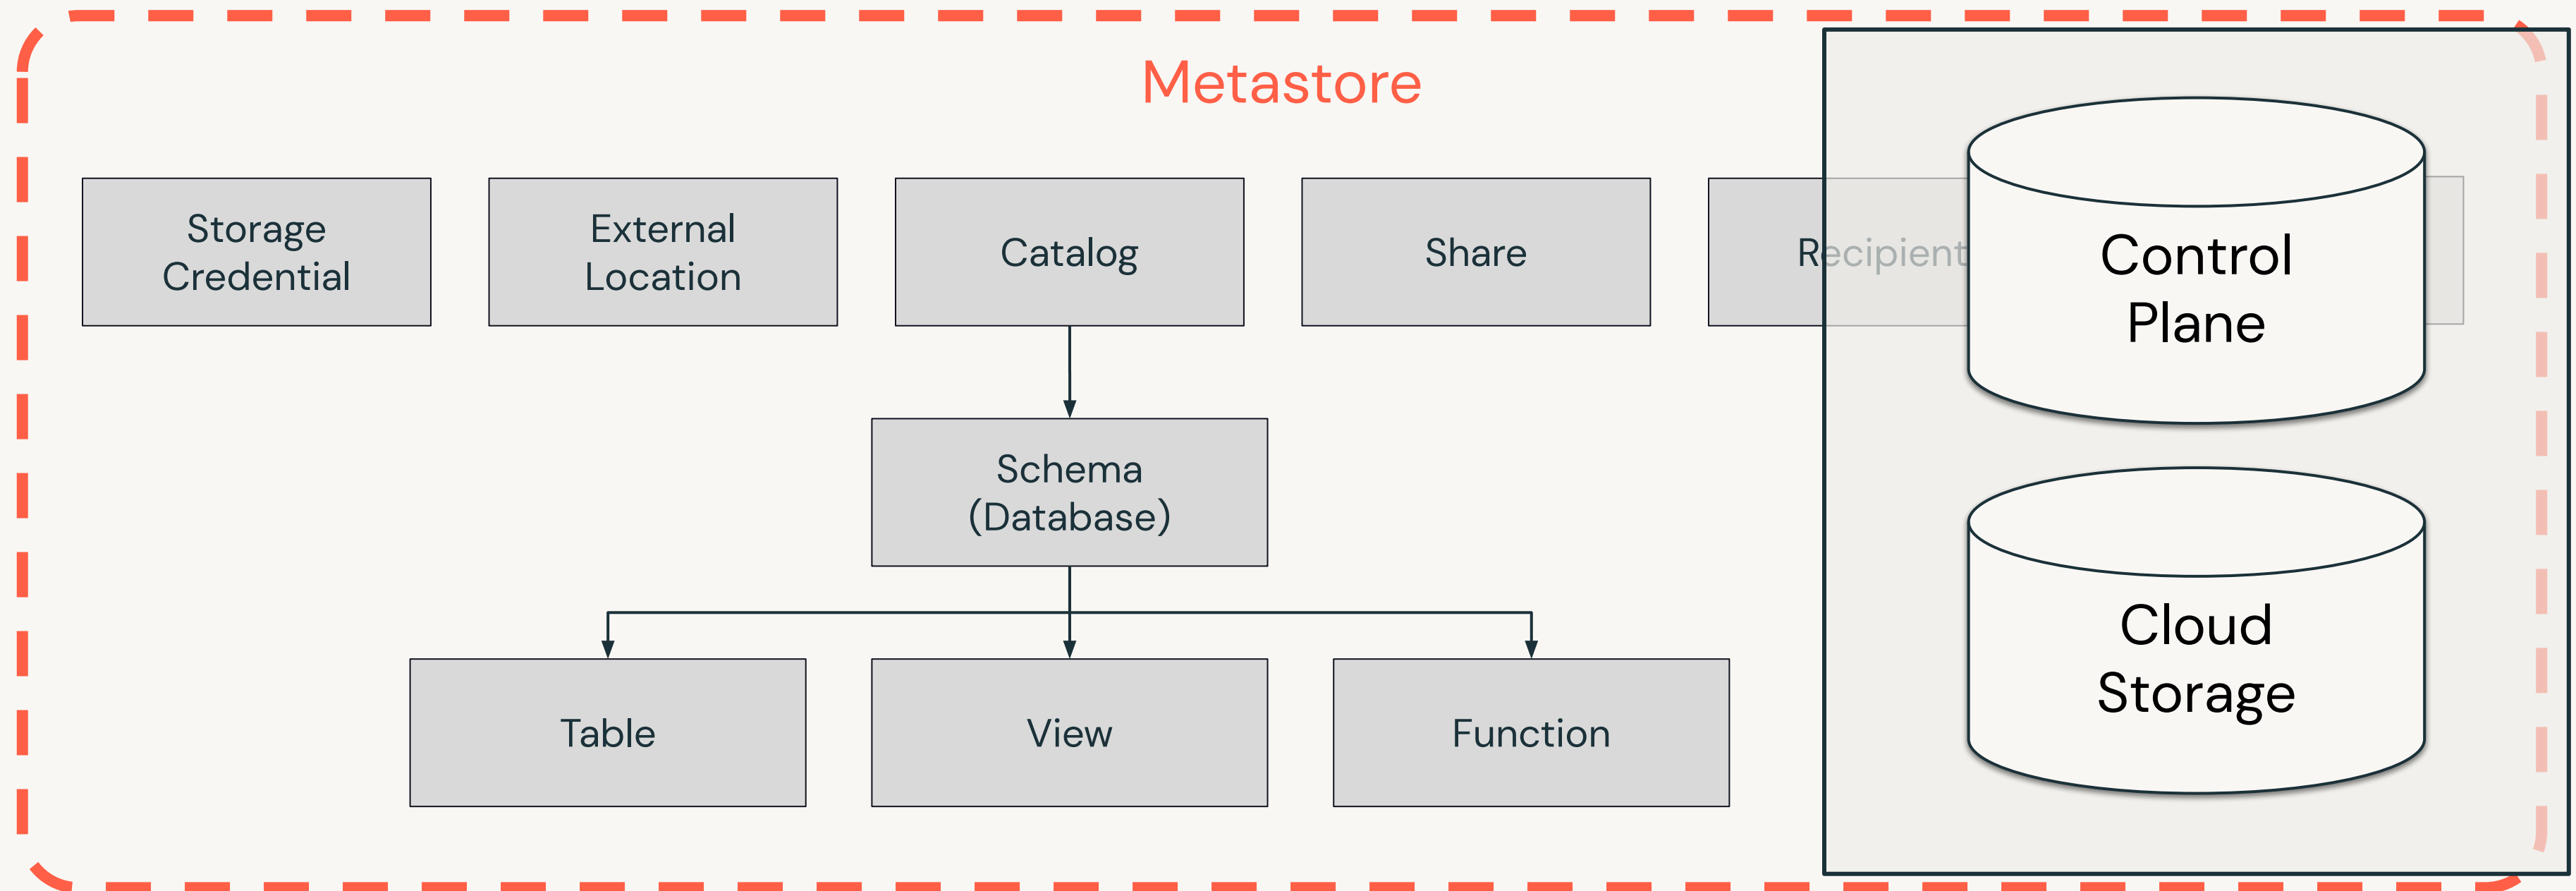 Metastore
Storage
Credential
External
Location
Catalog
Share
Recipient
Control
Plane
Schema
(Database)
Cloud
Storage
Table
View
Function